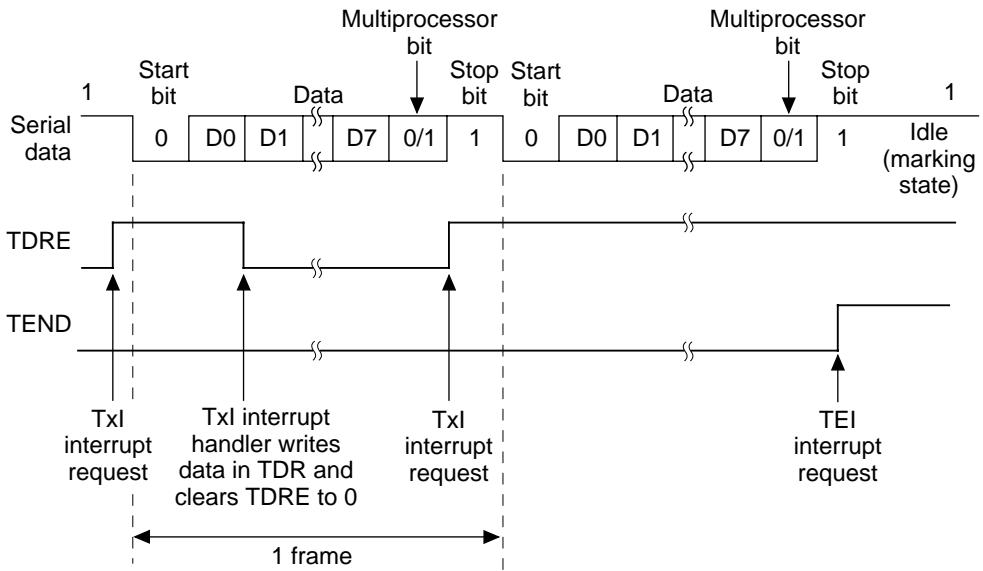 Multiprocessor
bit
Multiprocessor
bit
Start
bit
Stop
bit
Start
bit
Stop
bit
1
Data
Data
1
Serial
data
0 D0 D1 D7 0/1 1 0 D0 D1 D7 0/1 1
Idle
(marking
state)
TDRE
TEND
TxI
interrupt
request
TxI interrupt
handler writes
data in TDR and
clears TDRE to 0
TxI
interrupt
request
TEI
interrupt
request
1 frame